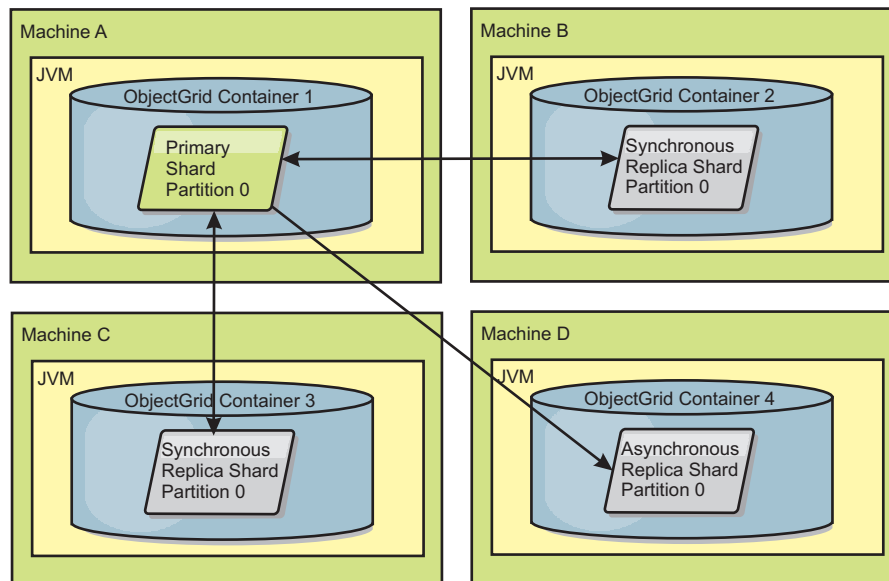 Machine A
JVM
ObjectGrid Container 1
Primary
Shard
Partition 0
Machine B
JVM
ObjectGrid Container 2
Synchronous
Replica Shard
Partition 0
Machine C
JVM
ObjectGrid Container 3
Synchronous
Replica Shard
Partition 0
Machine D
JVM
ObjectGrid Container 4
Asynchronous
Replica Shard
Partition 0